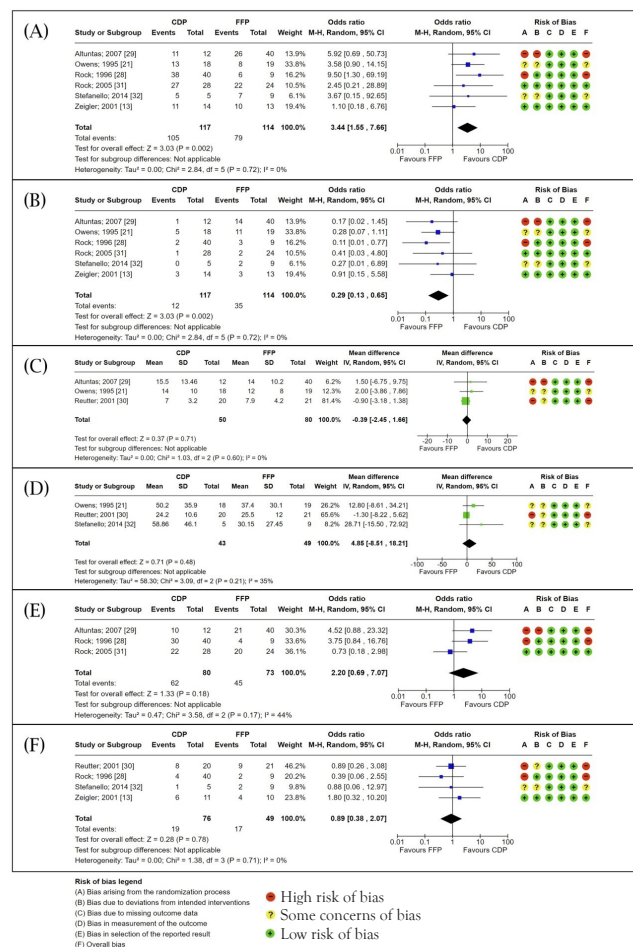 (A)
CDP FFP Odds ratio Odds ratio Risk of Bias
Study or Subgroup Events Total Events Total Weight M-H, Random, 95% CI M-H, Random, 95% CI A B C D E F
Altuntas, 2007 [29] 11 12 26 40 13.9% 5.92 [0.69 , 50.73]
Owens, 1995 [21] 13 18 8 19 31.9% 3.58 [0.90 , 14.15]
Rock, 1996 [28] 38 40 6 9 16.5% 9.50 [1.30 , 69.19]
Rock, 2005 [31] 27 28 22 24 10.5% 2.45 [0.21 , 28.89]
Stefanello, 2014 [32] 5 5 7 9 6.1% 3.67 [0.15 , 92.65]
Zeigler, 2001 [13] 11 14 10 13 19.5% 1.10 [0.18 , 6.76]
Total 117 114 100.0% 3.44 [1.55 , 7.66]
Total events: 105 79
Test for overall effect: Z = 3.03 (P = 0.002)
Test for subgroup differences: Not applicable
Heterogeneity: Tau² = 0.00; Chi² = 2.84, df = 5 (P = 0.72); I² = 0%
0.01 0.1 1 10 100
Favours FFP Favours CDP
(B)
CDP FFP Odds ratio Odds ratio Risk of Bias
Study or Subgroup Events Total Events Total Weight M-H, Random, 95% CI M-H, Random, 95% CI A B C D E F
Altuntas, 2007 [29] 1 12 14 40 13.9% 0.17 [0.02 , 1.45]
Owens, 1995 [21] 5 18 11 19 31.9% 0.28 [0.07 , 1.11]
Rock, 1996 [28] 2 40 3 9 16.5% 0.11 [0.01 , 0.77]
Rock, 2005 [31] 1 28 2 24 10.5% 0.41 [0.03 , 4.80]
Stefanello, 2014 [32] 0 5 2 9 6.1% 0.27 [0.01 , 6.89]
Zeigler, 2001 [13] 3 14 3 13 19.5% 0.91 [0.15 , 5.58]
Total 117 114 100.0% 0.29 [0.13 , 0.65]
Total events: 12 35
Test for overall effect: Z = 3.03 (P = 0.002)
Test for subgroup differences: Not applicable
Heterogeneity: Tau² = 0.00; Chi² = 2.84, df = 5 (P = 0.72); I² = 0%
0.01 0.1 1 10 100
Favours FFP Favours CDP
(C)
CDP FFP Mean difference Mean difference Risk of Bias
Study or Subgroup Mean SD Total Mean SD Total Weight IV, Random, 95% CI IV, Random, 95% CI A B C D E F
Altuntas, 2007 [29] 15.5 13.46 12 14 10.2 40 6.2% 1.50 [-6.75 , 9.75]
Owens, 1995 [21] 14 10 18 12 8 19 12.3% 2.00 [-3.86 , 7.86]
Reutter, 2001 [30] 7 3.2 20 7.9 4.2 21 81.4% -0.90 [-3.18 , 1.38]
Total 50 80 100.0% -0.39 [-2.45 , 1.66]
Test for overall effect: Z = 0.37 (P = 0.71)
Test for subgroup differences: Not applicable
Heterogeneity: Tau² = 0.00; Chi² = 1.03, df = 2 (P = 0.60); I² = 0%
-20 -10 0 10 20
Favours CDP Favours FFP
(D)
CDP FFP Mean difference Mean difference Risk of Bias
Study or Subgroup Mean SD Total Mean SD Total Weight IV, Random, 95% CI IV, Random, 95% CI A B C D E F
Owens, 1995 [21] 50.2 35.9 18 37.4 30.1 19 26.2% 12.80 [-8.61 , 34.21]
Reutter, 2001 [30] 24.2 10.6 20 25.5 12 21 65.6% -1.30 [-8.22 , 5.62]
Stefanello, 2014 [32] 58.86 46.1 5 30.15 27.45 9 8.2% 28.71 [-15.50 , 72.92]
Total 43 49 100.0% 4.85 [-8.51 , 18.21]
Test for overall effect: Z = 0.71 (P = 0.48)
Test for subgroup differences: Not applicable
Heterogeneity: Tau² = 58.30; Chi² = 3.09, df = 2 (P = 0.21); I² = 35%
-100 -50 0 50 100
Favours CDP Favours FFP
(E)
CDP FFP Odds ratio Odds ratio Risk of Bias
Study or Subgroup Events Total Events Total Weight M-H, Random, 95% CI M-H, Random, 95% CI A B C D E F
Altuntas, 2007 [29] 10 12 21 40 30.3% 4.52 [0.88 , 23.32]
Rock, 1996 [28] 30 40 4 9 33.6% 3.75 [0.84 , 16.76]
Rock, 2005 [31] 22 28 20 24 36.1% 0.73 [0.18 , 2.98]
Total 80 73 100.0% 2.20 [0.69 , 7.07]
Total events: 62 45
Test for overall effect: Z = 1.33 (P = 0.18)
Test for subgroup differences: Not applicable
Heterogeneity: Tau² = 0.47; Chi² = 3.58, df = 2 (P = 0.17); I² = 44%
0.01 0.1 1 10 100
Favours FFP Favours CDP
(F)
CDP FFP Odds ratio Odds ratio Risk of Bias
Study or Subgroup Events Total Events Total Weight M-H, Random, 95% CI M-H, Random, 95% CI A B C D E F
Reutter, 2001 [30] 8 20 9 21 46.2% 0.89 [0.26 , 3.08]
Rock, 1996 [28] 4 40 2 9 20.2% 0.39 [0.06 , 2.55]
Stefanello, 2014 [32] 1 5 2 9 9.8% 0.88 [0.06 , 12.97]
Zeigler, 2001 [13] 6 11 4 10 23.8% 1.80 [0.32 , 10.20]
Total 76 49 100.0% 0.89 [0.38 , 2.07]
Total events: 19 17
Test for overall effect: Z = 0.28 (P = 0.78)
Test for subgroup differences: Not applicable
Heterogeneity: Tau² = 0.00; Chi² = 1.38, df = 3 (P = 0.71); I² = 0%
0.01 0.1 1 10 100
Favours CDP Favours FFP
Risk of bias legend
(A) Bias arising from the randomization process
(B) Bias due to deviations from intended interventions
(C) Bias due to missing outcome data
(D) Bias in measurement of the outcome
(E) Bias in selection of the reported result
(F) Overall bias
High risk of bias
? Some concerns of bias
Low risk of bias